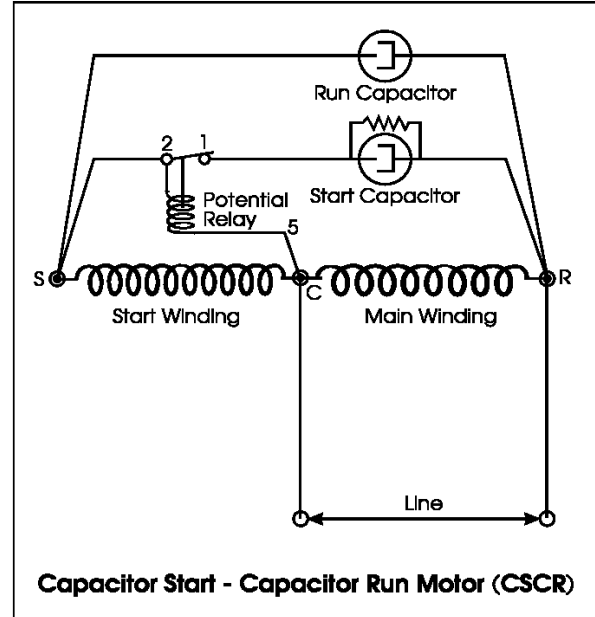 Run Capacitor
2 1
Start Capacitor
Potential
Relay
5
S
C
R
Start Winding
Main Winding
Line
Capacitor Start - Capacitor Run Motor (CSCR)